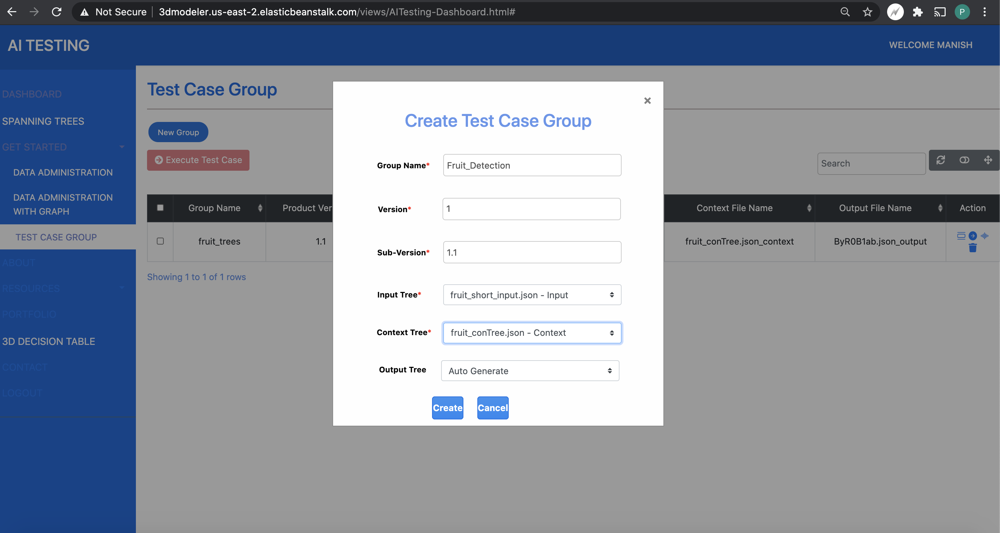 Not Secure | 3dmodeler.us-east-2.elasticbeanstalk.com/views/AITesting-Dashboard.html#
P
AI TESTING
WELCOME MANISH
DASHBOARD
SPANNING TREES
GET STARTED
DATA ADMINISTRATION
DATA ADMINISTRATION
WITH GRAPH
TEST CASE GROUP
ABOUT
RESOURCES
PORTFOLIO
3D DECISION TABLE
CONTACT
LOGOUT
Test Case Group
New Group
Execute Test Case
Search
Group Name Product Ver Context File Name Output File Name Action
fruit_trees 1.1 fruit_conTree.json_context ByR0B1ab.json_output
Showing 1 to 1 of 1 rows
×
Create Test Case Group
Group Name* Fruit_Detection
Version* 1
Sub-Version* 1.1
Input Tree* fruit_short_input.json - Input
Context Tree* fruit_conTree.json - Context
Output Tree Auto Generate
Create Cancel